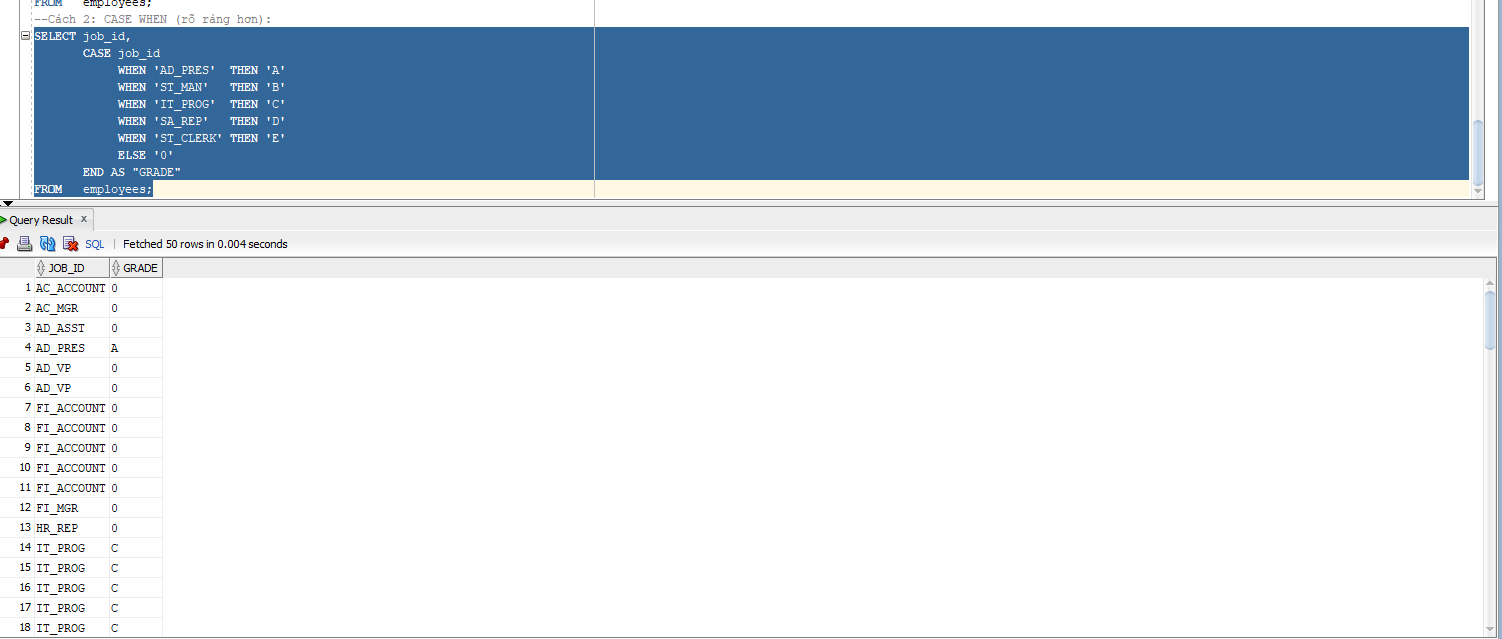 FROM   employees;
--Cách 2: CASE WHEN (rõ ràng hơn):
SELECT job_id,
       CASE job_id
            WHEN 'AD_PRES'  THEN 'A'
            WHEN 'ST_MAN'   THEN 'B'
            WHEN 'IT_PROG'  THEN 'C'
            WHEN 'SA_REP'   THEN 'D'
            WHEN 'ST_CLERK' THEN 'E'
            ELSE '0'
       END AS "GRADE"
FROM   employees;
Query Result x
SQL | Fetched 50 rows in 0.004 seconds
JOB_ID GRADE
1 AC_ACCOUNT 0
2 AC_MGR 0
3 AD_ASST 0
4 AD_PRES A
5 AD_VP 0
6 AD_VP 0
7 FI_ACCOUNT 0
8 FI_ACCOUNT 0
9 FI_ACCOUNT 0
10 FI_ACCOUNT 0
11 FI_ACCOUNT 0
12 FI_MGR 0
13 HR_REP 0
14 IT_PROG C
15 IT_PROG C
16 IT_PROG C
17 IT_PROG C
18 IT_PROG C